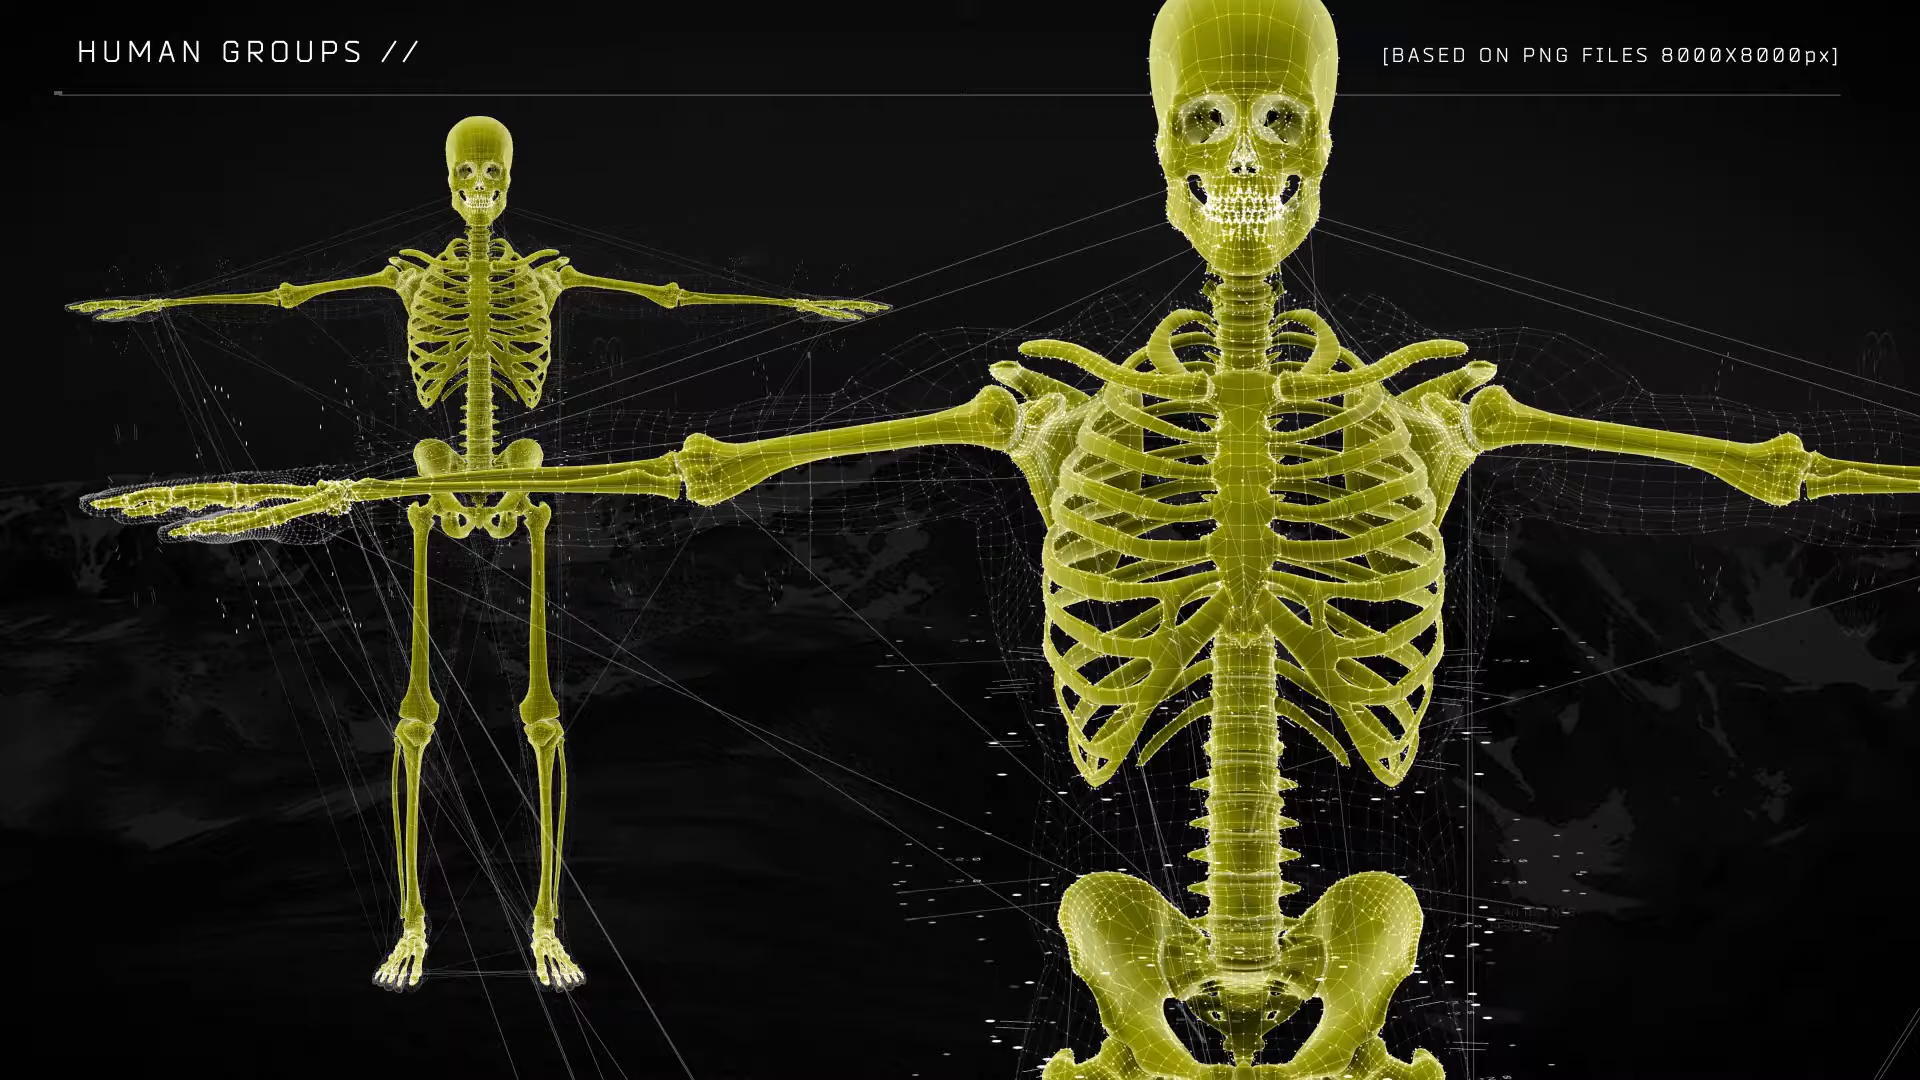 HUMAN GROUPS //
[BASED ON PNG FILES 8000X8000px]